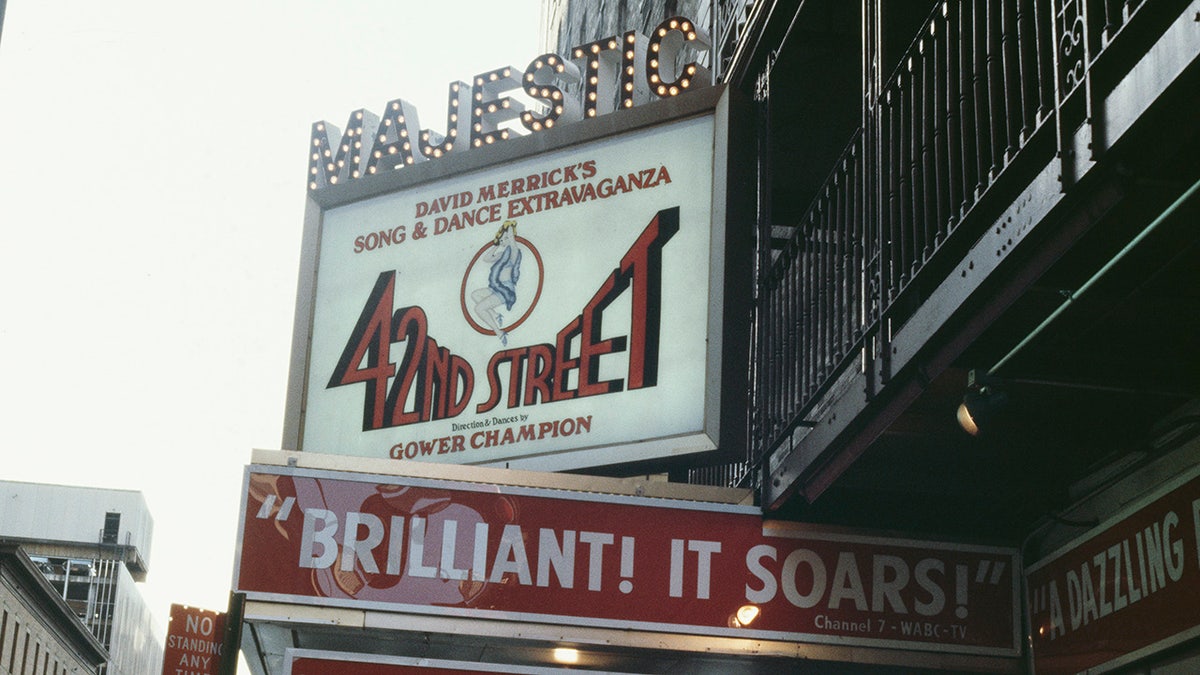 MAJESTIC
DAVID MERRICK'S
SONG & DANCE EXTRAVAGANZA
42ND STREET
Direction & Dances by
GOWER CHAMPION
"BRILLIANT! IT SOARS!"
Channel 7 - WABC-TV
"A DAZZLING
NO
STANDING
ANY